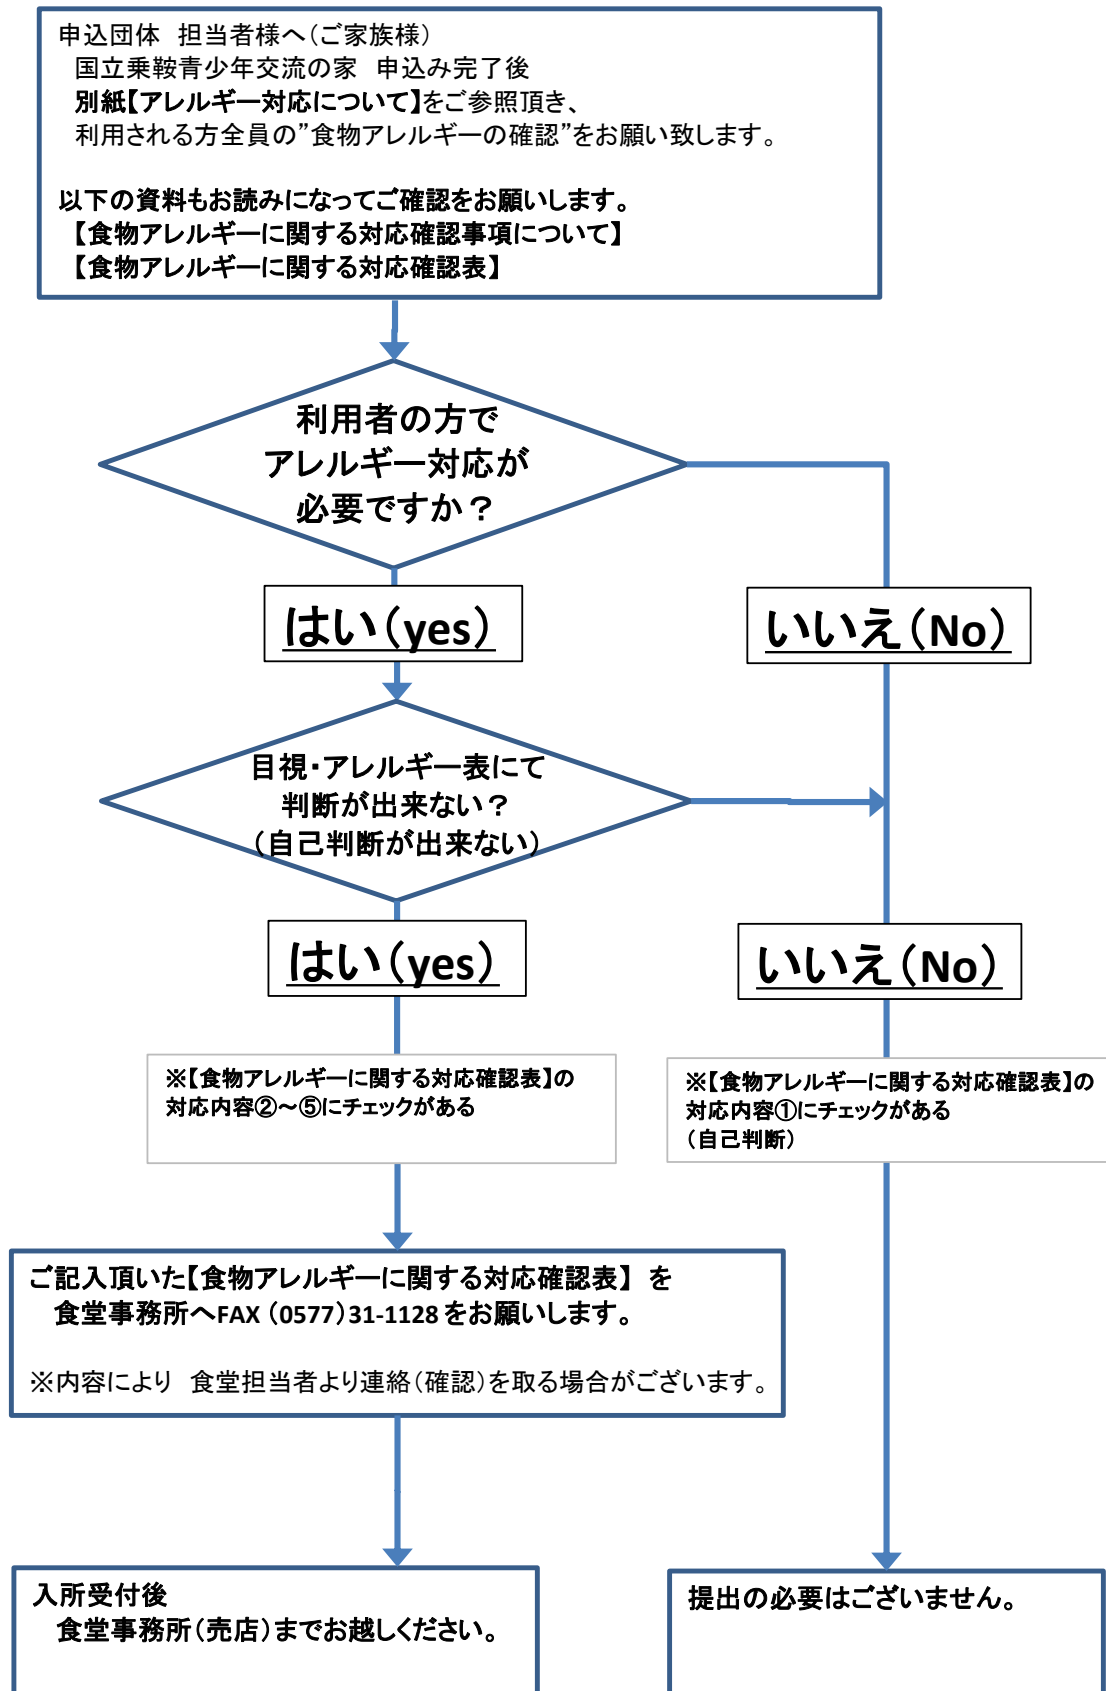 申込団体　担当者様へ(ご家族様)
国立乗鞍青少年交流の家　申込み完了後
別紙【アレルギー対応について】をご参照頂き、
利用される方全員の”食物アレルギーの確認”をお願い致します。
以下の資料もお読みになってご確認をお願いします。
【食物アレルギーに関する対応確認事項について】
【食物アレルギーに関する対応確認表】
利用者の方で
アレルギー対応が
必要ですか？
はい(yes)
いいえ(No)
目視・アレルギー表にて
判断が出来ない？
(自己判断が出来ない)
はい(yes)
いいえ(No)
※【食物アレルギーに関する対応確認表】の
対応内容②～⑤にチェックがある
※【食物アレルギーに関する対応確認表】の
対応内容①にチェックがある
(自己判断)
ご記入頂いた【食物アレルギーに関する対応確認表】 を
食堂事務所へFAX (0577)31-1128 をお願いします。
※内容により　食堂担当者より連絡(確認)を取る場合がございます。
入所受付後
食堂事務所(売店)までお越しください。
提出の必要はございません。